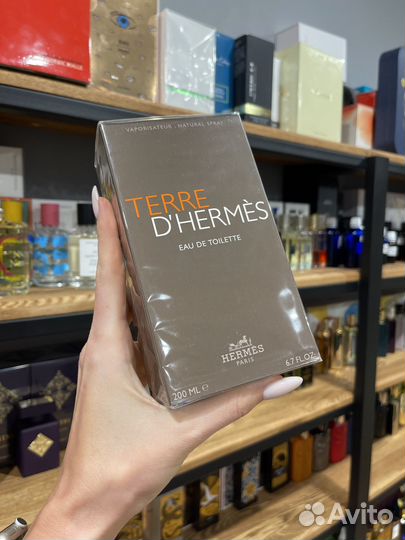 VAPORISATEUR - NATURAL SPRAY
TERRE
D'HERMÈS
EAU DE TOILETTE
HERMÈS
PARIS
200 ML e 6.7 FL.OZ.
Avito